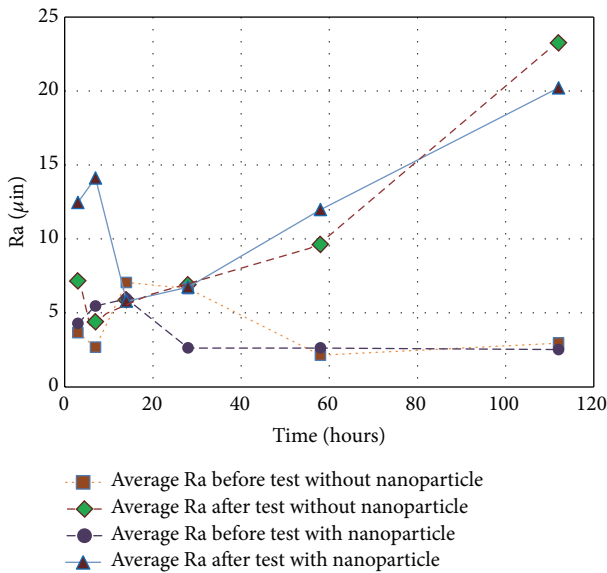 25
20
15
10
5
0
Ra (μin)
0 20 40 60 80 100 120
Time (hours)
Average Ra before test without nanoparticle
Average Ra after test without nanoparticle
Average Ra before test with nanoparticle
Average Ra after test with nanoparticle